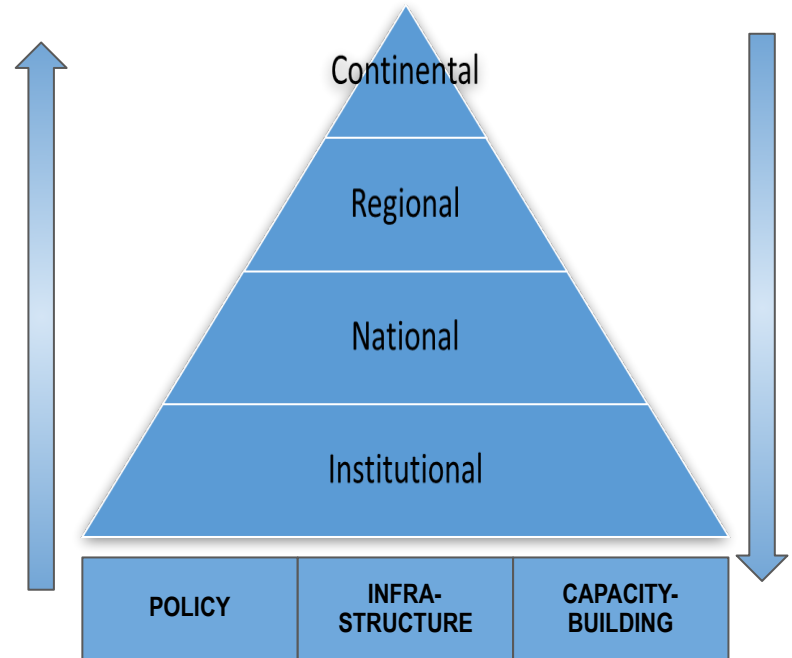 Continental
Regional
National
Institutional
POLICY
INFRA-
STRUCTURE
CAPACITY-
BUILDING